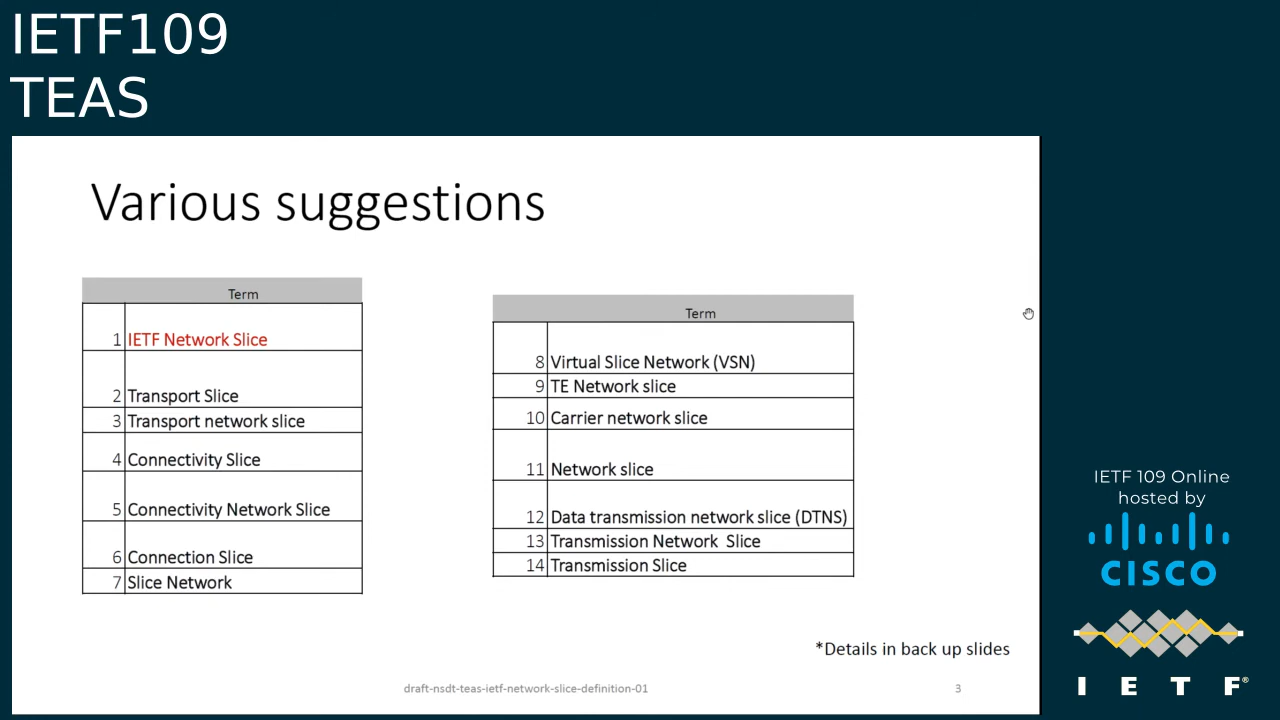 IETF109
TEAS
Various suggestions
Term
1 IETF Network Slice
2 Transport Slice
3 Transport network slice
4 Connectivity Slice
5 Connectivity Network Slice
6 Connection Slice
7 Slice Network
Term
8 Virtual Slice Network (VSN)
9 TE Network slice
10 Carrier network slice
11 Network slice
12 Data transmission network slice (DTNS)
13 Transmission Network  Slice
14 Transmission Slice
*Details in back up slides
draft-nsdt-teas-ietf-network-slice-definition-01
3
IETF 109 Online
hosted by
CISCO
I E T F®